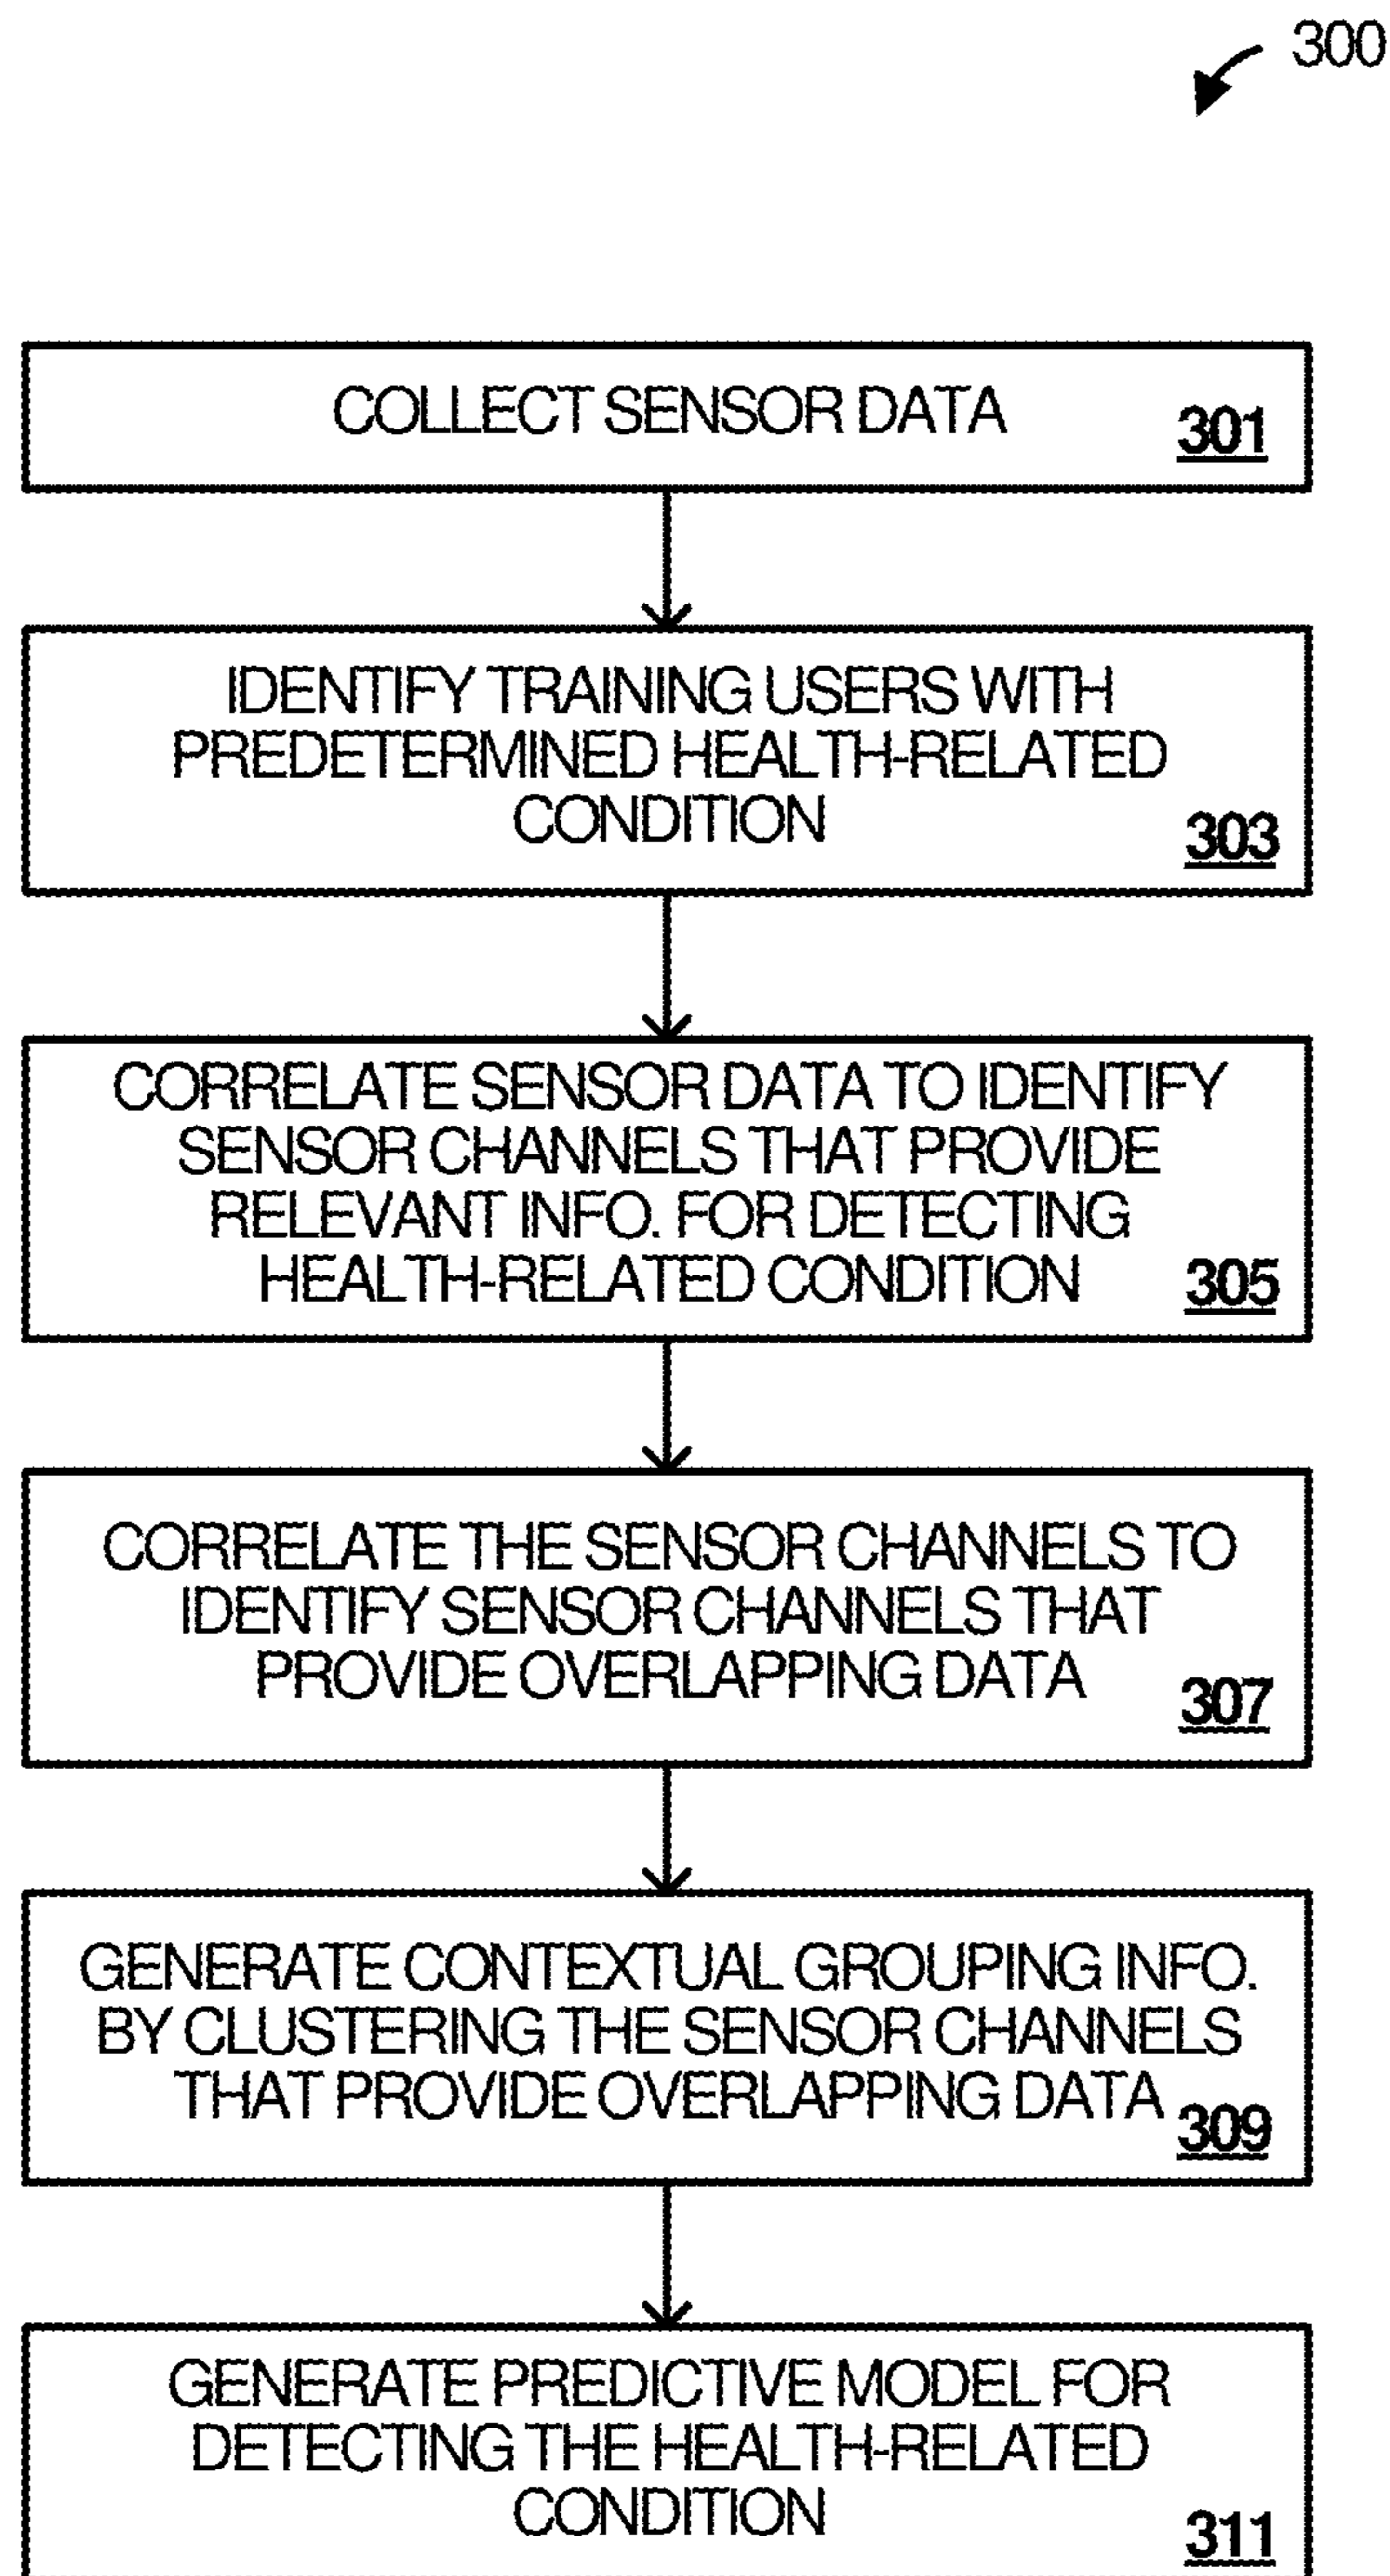 300
COLLECT SENSOR DATA
301
IDENTIFY TRAINING USERS WITH
PREDETERMINED HEALTH-RELATED
CONDITION
303
CORRELATE SENSOR DATA TO IDENTIFY
SENSOR CHANNELS THAT PROVIDE
RELEVANT INFO. FOR DETECTING
HEALTH-RELATED CONDITION
305
CORRELATE THE SENSOR CHANNELS TO
IDENTIFY SENSOR CHANNELS THAT
PROVIDE OVERLAPPING DATA
307
GENERATE CONTEXTUAL GROUPING INFO.
BY CLUSTERING THE SENSOR CHANNELS
THAT PROVIDE OVERLAPPING DATA
309
GENERATE PREDICTIVE MODEL FOR
DETECTING THE HEALTH-RELATED
CONDITION
311